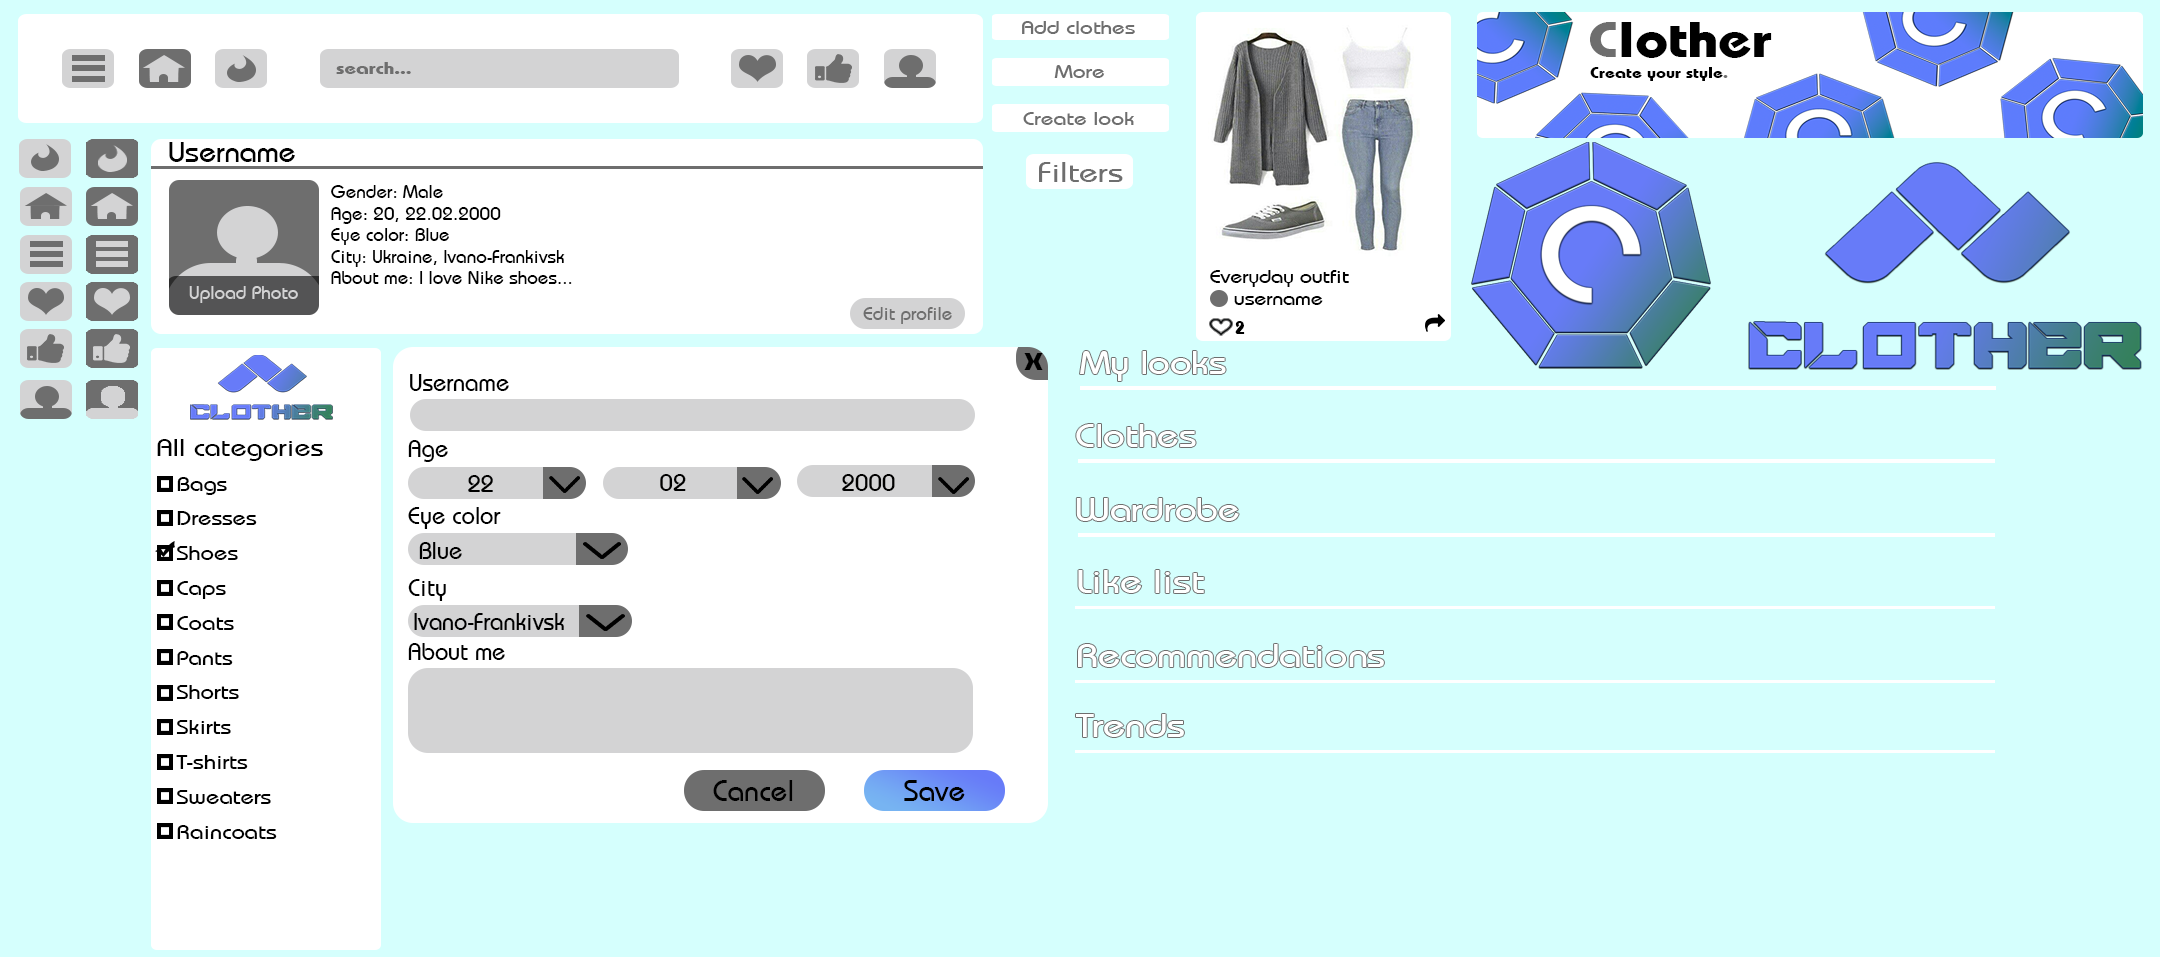 search...
Add clothes
More
Create look
Filters
Clother
Create your style.
Username
Gender: Male
Age: 20, 22.02.2000
Eye color: Blue
City: Ukraine, Ivano-Frankivsk
About me: I love Nike shoes...
Upload Photo
Edit profile
Everyday outfit
username
2
CLOTHER
CLOTHER
All categories
Bags
Dresses
Shoes
Caps
Coats
Pants
Shorts
Skirts
T-shirts
Sweaters
Raincoats
X
Username
Age
22
02
2000
Eye color
Blue
City
Ivano-Frankivsk
About me
Cancel
Save
My looks
Clothes
Wardrobe
Like list
Recommendations
Trends